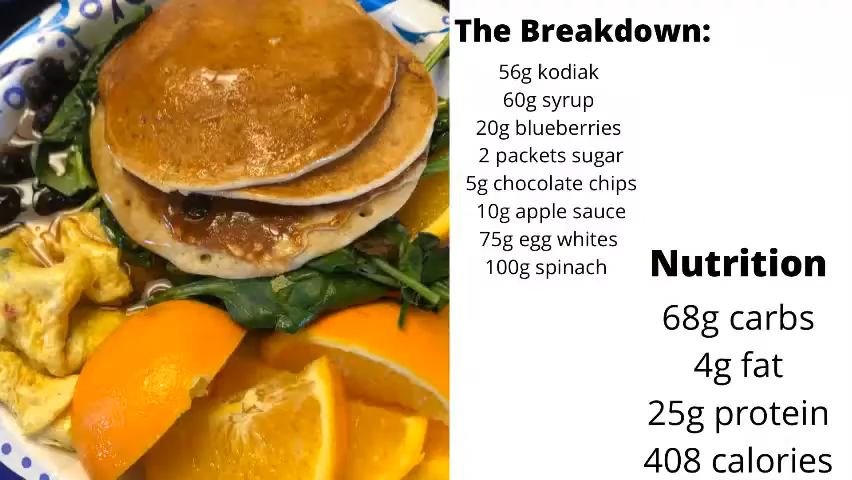 The Breakdown:
56g kodiak
60g syrup
20g blueberries
2 packets sugar
5g chocolate chips
10g apple sauce
75g egg whites
100g spinach
Nutrition
68g carbs
4g fat
25g protein
408 calories